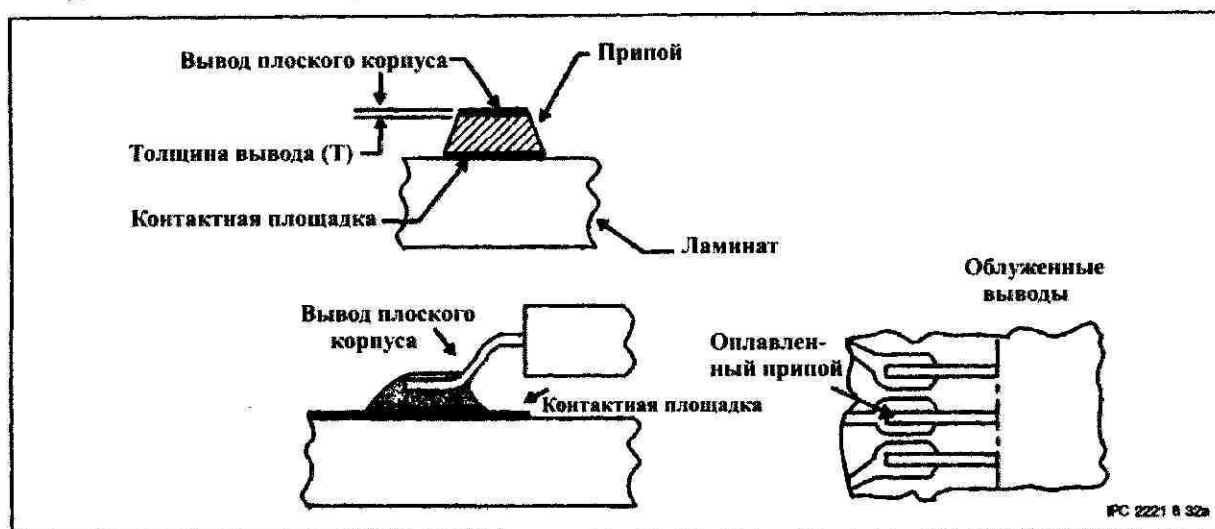 Вывод плоского корпуса
Припой
Толщина вывода (Т)
Контактная площадка
Ламинат
Облуженные
выводы
Вывод плоского
корпуса
Оплавлен-
ный припой
Контактная площадка
IPC 2221 8 32a